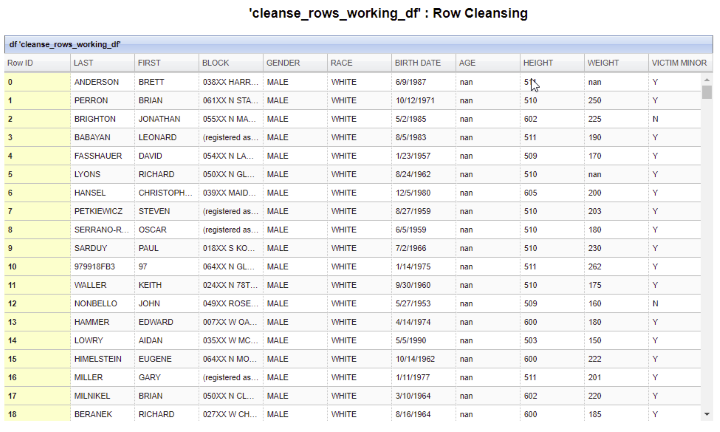 'cleanse_rows_working_df' : Row Cleansing
df 'cleanse_rows_working_df'
Row ID LAST FIRST BLOCK GENDER RACE BIRTH DATE AGE HEIGHT WEIGHT VICTIM MINOR
0 ANDERSON BRETT 038XX HARR... MALE WHITE 6/9/1987 nan 511 nan Y
1 PERRON BRIAN 061XX N STA... MALE WHITE 10/12/1971 nan 510 250 Y
2 BRIGHTON JONATHAN 055XX N MA... MALE WHITE 5/2/1985 nan 602 225 N
3 BABAYAN LEONARD (registered as... MALE WHITE 8/5/1983 nan 511 190 Y
4 FASSHAUER DAVID 054XX N LA... MALE WHITE 1/23/1957 nan 509 170 Y
5 LYONS RICHARD 050XX N GL... MALE WHITE 8/24/1962 nan 510 nan Y
6 HANSEL CHRISTOPH... 039XX MAID... MALE WHITE 12/5/1980 nan 605 200 Y
7 PETKIEWICZ STEVEN (registered as... MALE WHITE 8/27/1959 nan 510 203 Y
8 SERRANO-R... OSCAR (registered as... MALE WHITE 6/5/1959 nan 510 180 Y
9 SARDUY PAUL 018XX S KO... MALE WHITE 7/2/1966 nan 510 230 Y
10 979918FB3 97 064XX N GL... MALE WHITE 1/14/1975 nan 511 262 Y
11 WALLER KEITH 024XX N 78T... MALE WHITE 9/30/1960 nan 510 175 Y
12 NONBELLO JOHN 049XX ROSE... MALE WHITE 5/27/1953 nan 509 160 N
13 HAMMER EDWARD 007XX W OA... MALE WHITE 4/14/1974 nan 600 180 Y
14 LOWRY AIDAN 035XX W MC... MALE WHITE 5/5/1990 nan 503 150 Y
15 HIMELSTEIN EUGENE 064XX N MO... MALE WHITE 10/14/1962 nan 600 222 Y
16 MILLER GARY (registered as... MALE WHITE 1/11/1977 nan 511 201 Y
17 MILNIKEL BRIAN 050XX N CL... MALE WHITE 3/10/1964 nan 602 220 Y
18 BERANEK RICHARD 027XX W CH... MALE WHITE 8/16/1964 nan 600 185 Y